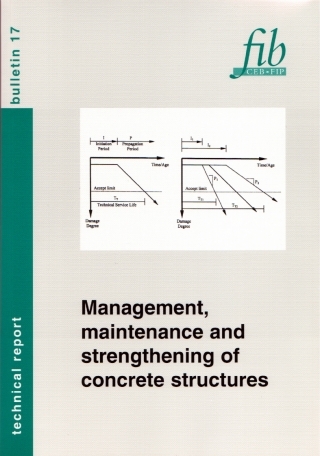 bulletin 17
fib
CEB-FIP
I
P
Initiation
Period
Propagation
Period
Time/Age
Accept limit
Technical Service Life
Damage
Degree
Time/Age
Accept limit
Damage
Degree
Management,
maintenance and
strengthening of
concrete structures
technical report